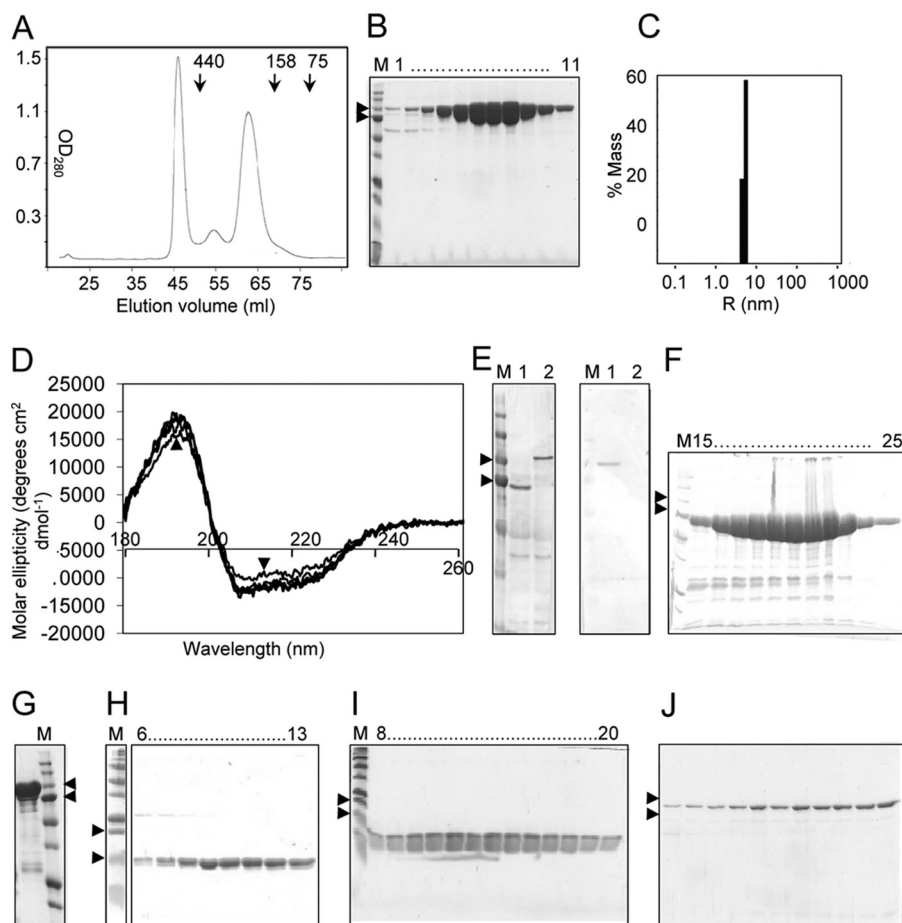 A
B
C
440 158 75
1.5
1.1
0.7
0.3
OD280
25 35 45 55 65 75
Elution volume (ml)
M 1 ........................ 11
60
40
20
0
% Mass
0.1 1.0 10 100 1000
R (nm)
D
E
F
25000
20000
15000
10000
5000
0
-5000
-10000
-15000
-20000
Molar ellipticity (degrees cm2 dmol-1)
180 200 220 240 260
Wavelength (nm)
M 1 2
M 1 2
M15............................25
G
H
I
J
M
M
6....................13
M
8..................................20